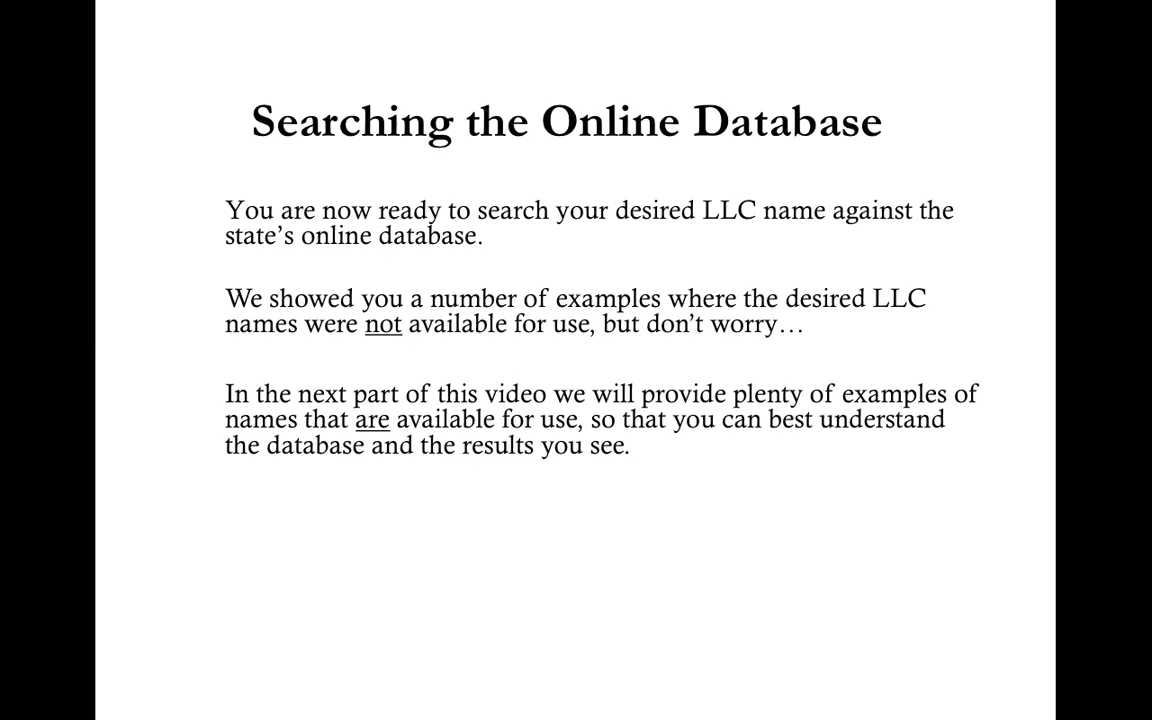 Searching the Online Database
You are now ready to search your desired LLC name against the
state’s online database.
We showed you a number of examples where the desired LLC
names were not available for use, but don’t worry…
In the next part of this video we will provide plenty of examples of
names that are available for use, so that you can best understand
the database and the results you see.